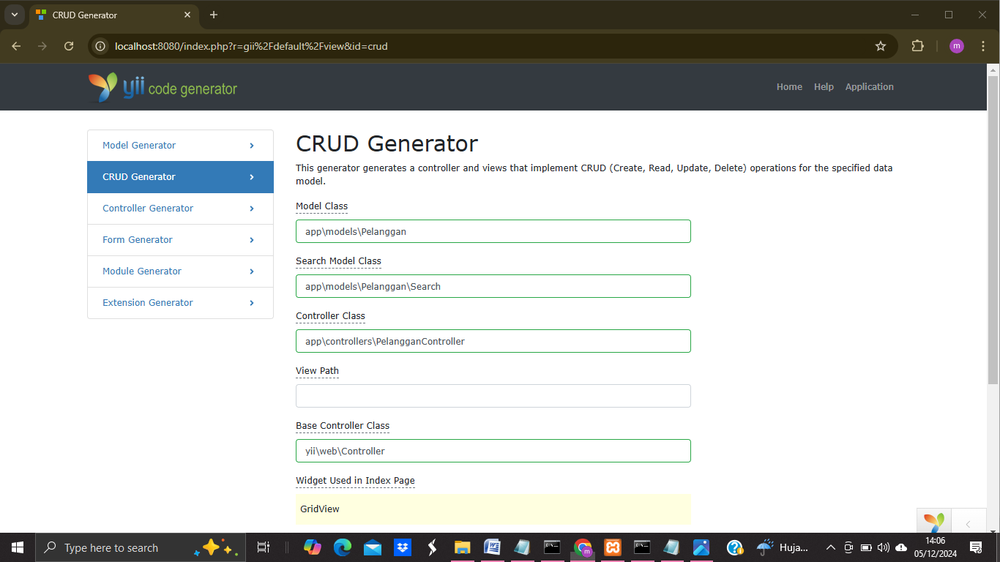 CRUD Generator
localhost:8080/index.php?r=gii%2Fdefault%2Fview&id=crud
m
yii code generator
Home Help Application
Model Generator
CRUD Generator
Controller Generator
Form Generator
Module Generator
Extension Generator
CRUD Generator
This generator generates a controller and views that implement CRUD (Create, Read, Update, Delete) operations for the specified data
model.
Model Class
app\models\Pelanggan
Search Model Class
app\models\Pelanggan\Search
Controller Class
app\controllers\PelangganController
View Path
Base Controller Class
yii\web\Controller
Widget Used in Index Page
GridView
Type here to search
Huja...
14:06
05/12/2024